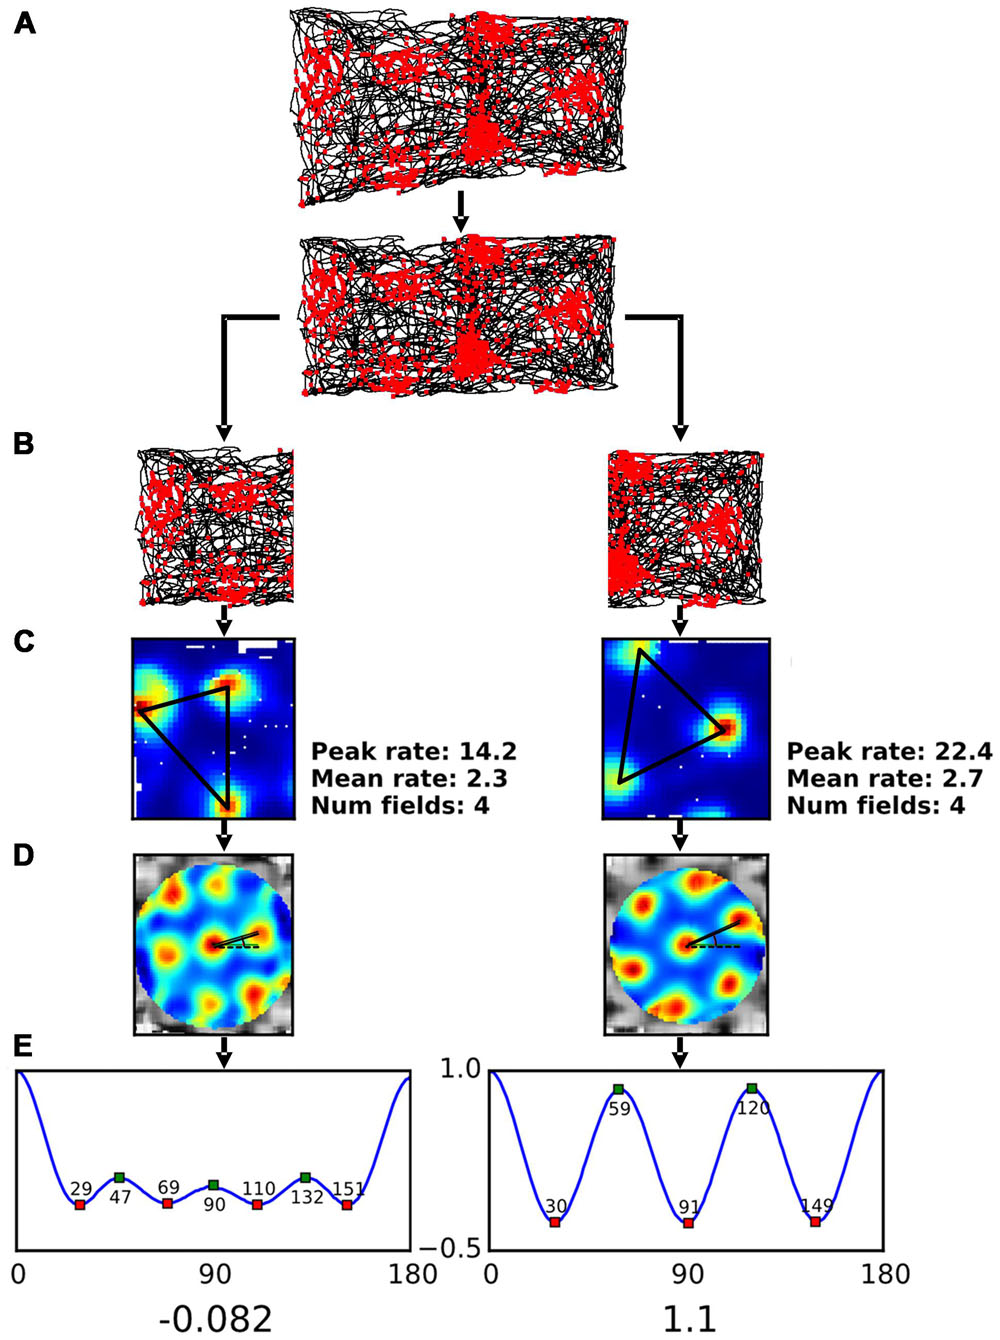 A
B
C
Peak rate: 14.2
Mean rate: 2.3
Num fields: 4
Peak rate: 22.4
Mean rate: 2.7
Num fields: 4
D
E
29 47 69 90 110 132 151
0 90 180
-0.082
1.0
−0.5
30 59 91 120 149
0 90 180
1.1